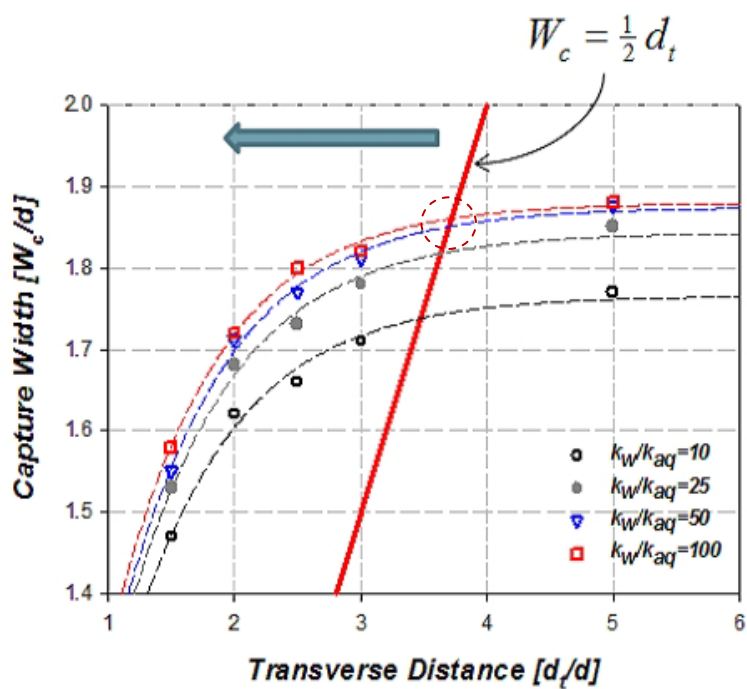 W_c = ½ d_t
2.0
1.9
1.8
1.7
1.6
1.5
1.4
Capture Width [W_c/d]
k_W/k_aq=10
k_W/k_aq=25
k_W/k_aq=50
k_W/k_aq=100
1 2 3 4 5 6
Transverse Distance [d_t/d]